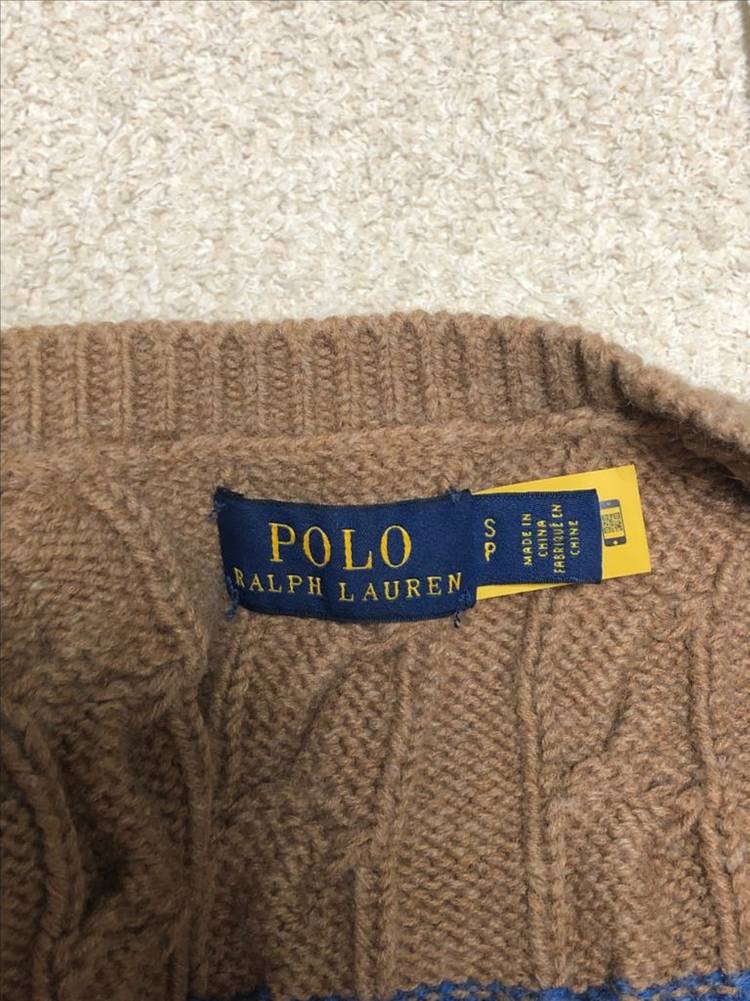 POLO
RALPH LAUREN
S
P
MADE IN
CHINA
FABRIQUÉ EN
CHINE